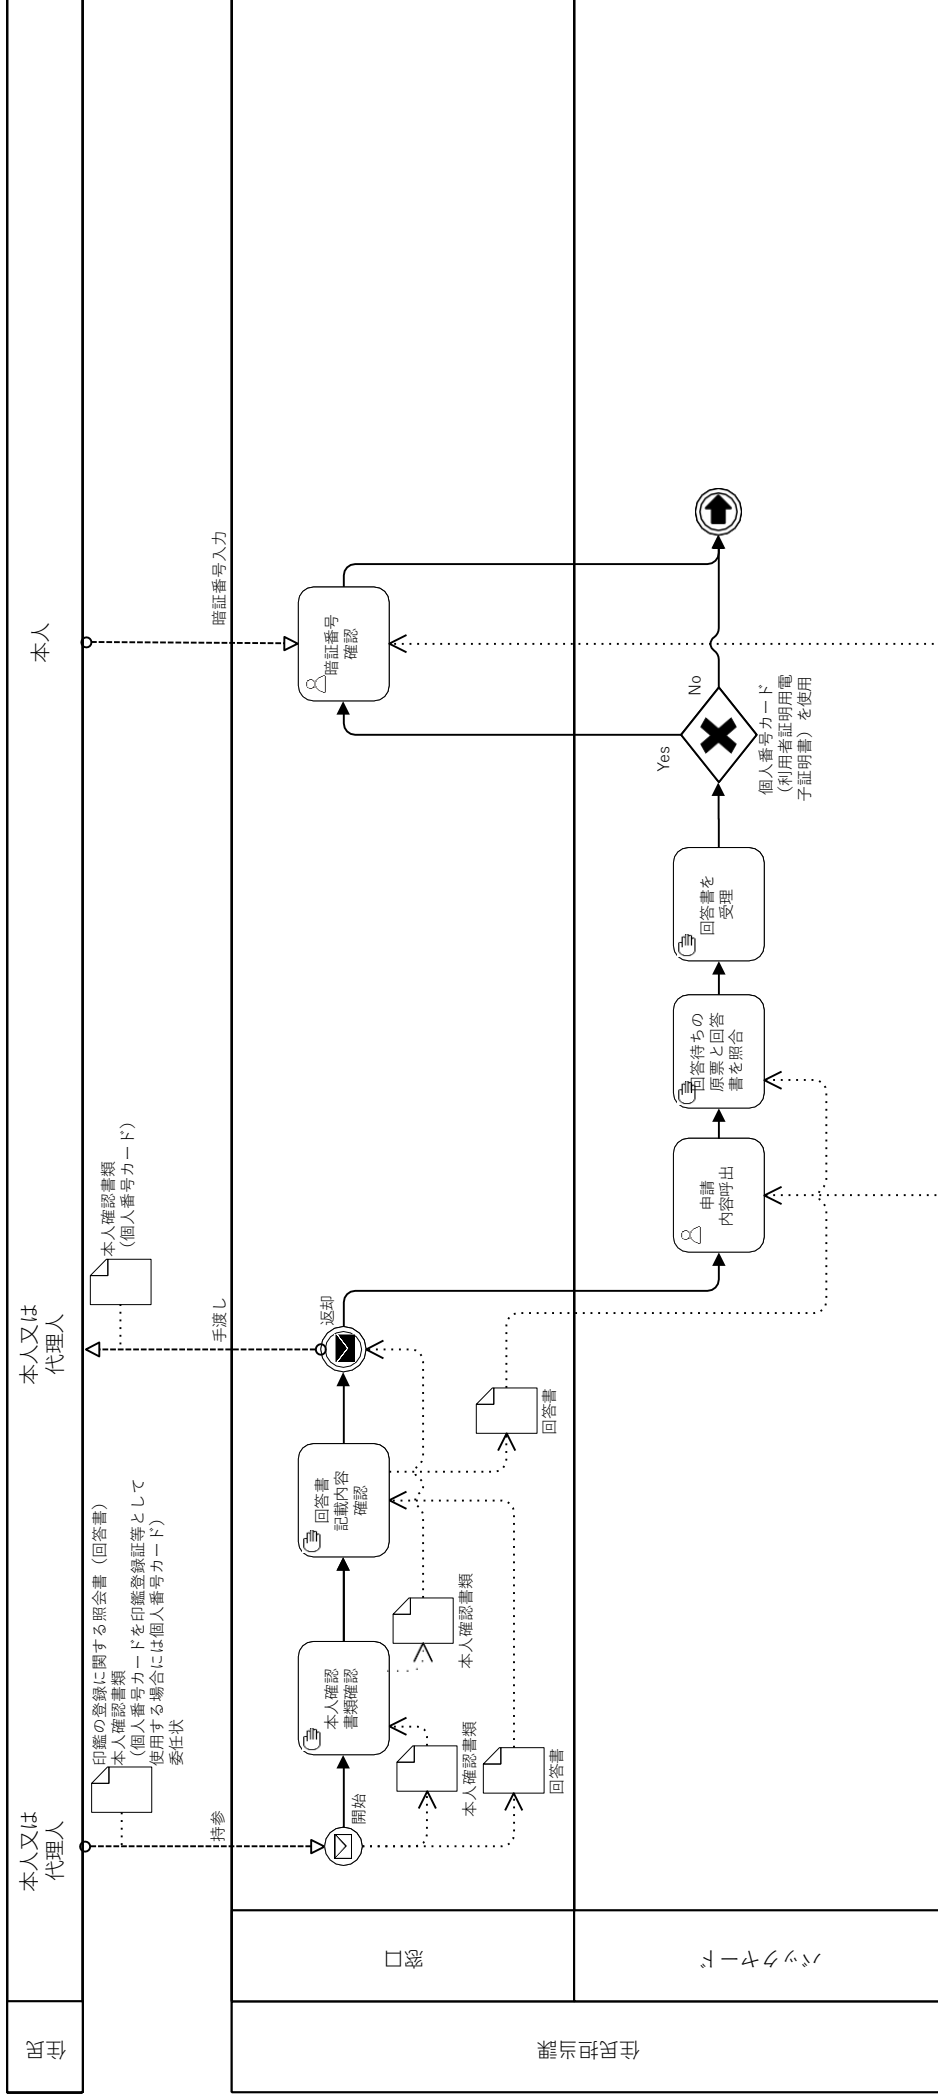 住民
本人又は
代理人
本人又は
代理人
本人
印鑑の登録に関する照会書（回答書）
本人確認書類
（個人番号カードを印鑑登録証等として
使用する場合には個人番号カード）
委任状
本人確認書類
（個人番号カード）
持参
手渡し
暗証番号入力
住民担当課
窓口
開始
本人確認
書類確認
回答書
記載内容
確認
返却
暗証番号
確認
本人確認書類
回答書
本人確認書類
回答書
バックヤード
申請
内容呼出
回答待ちの
原票と回答
書を照合
回答書を
受理
Yes
No
個人番号カード
（利用者証明用電
子証明書）を使用